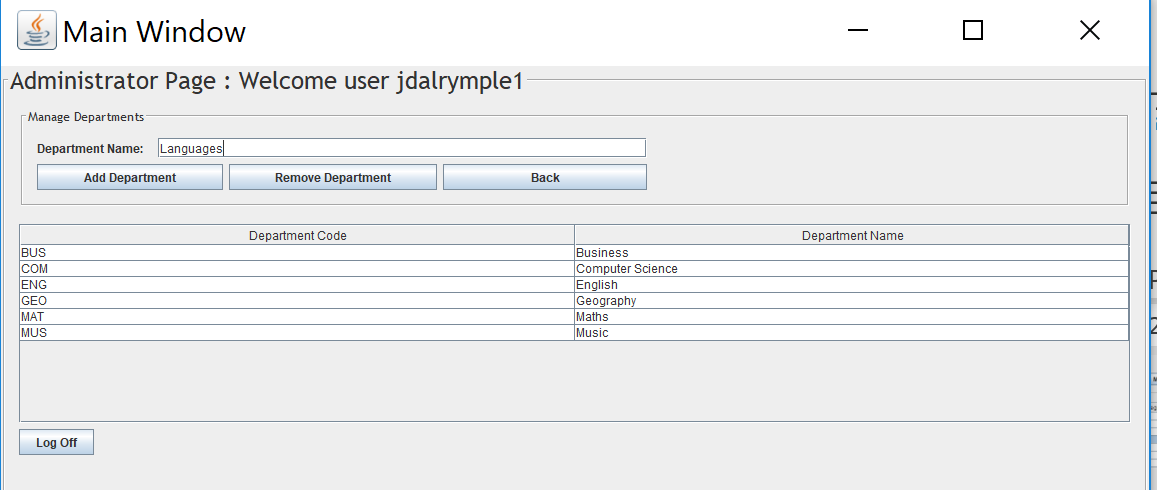 Main Window
Administrator Page : Welcome user jdalrymple1
Manage Departments
Department Name: Languages
Add Department Remove Department Back
Department Code Department Name
BUS Business
COM Computer Science
ENG English
GEO Geography
MAT Maths
MUS Music
Log Off